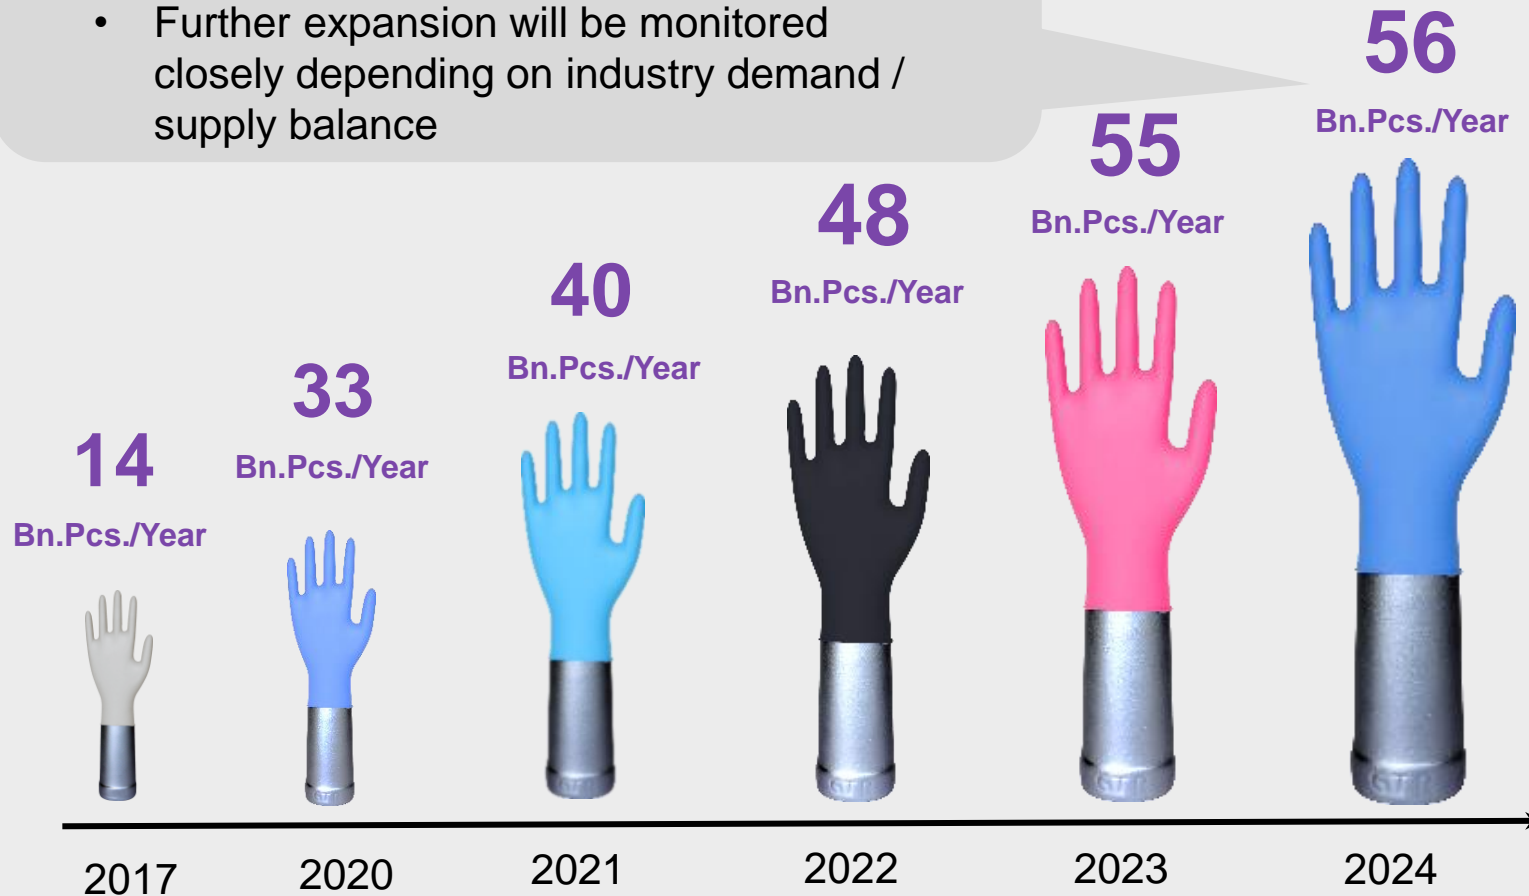 • Further expansion will be monitored
closely depending on industry demand /
supply balance
56
Bn.Pcs./Year
55
Bn.Pcs./Year
48
Bn.Pcs./Year
40
Bn.Pcs./Year
33
Bn.Pcs./Year
14
Bn.Pcs./Year
2017 2020 2021 2022 2023 2024